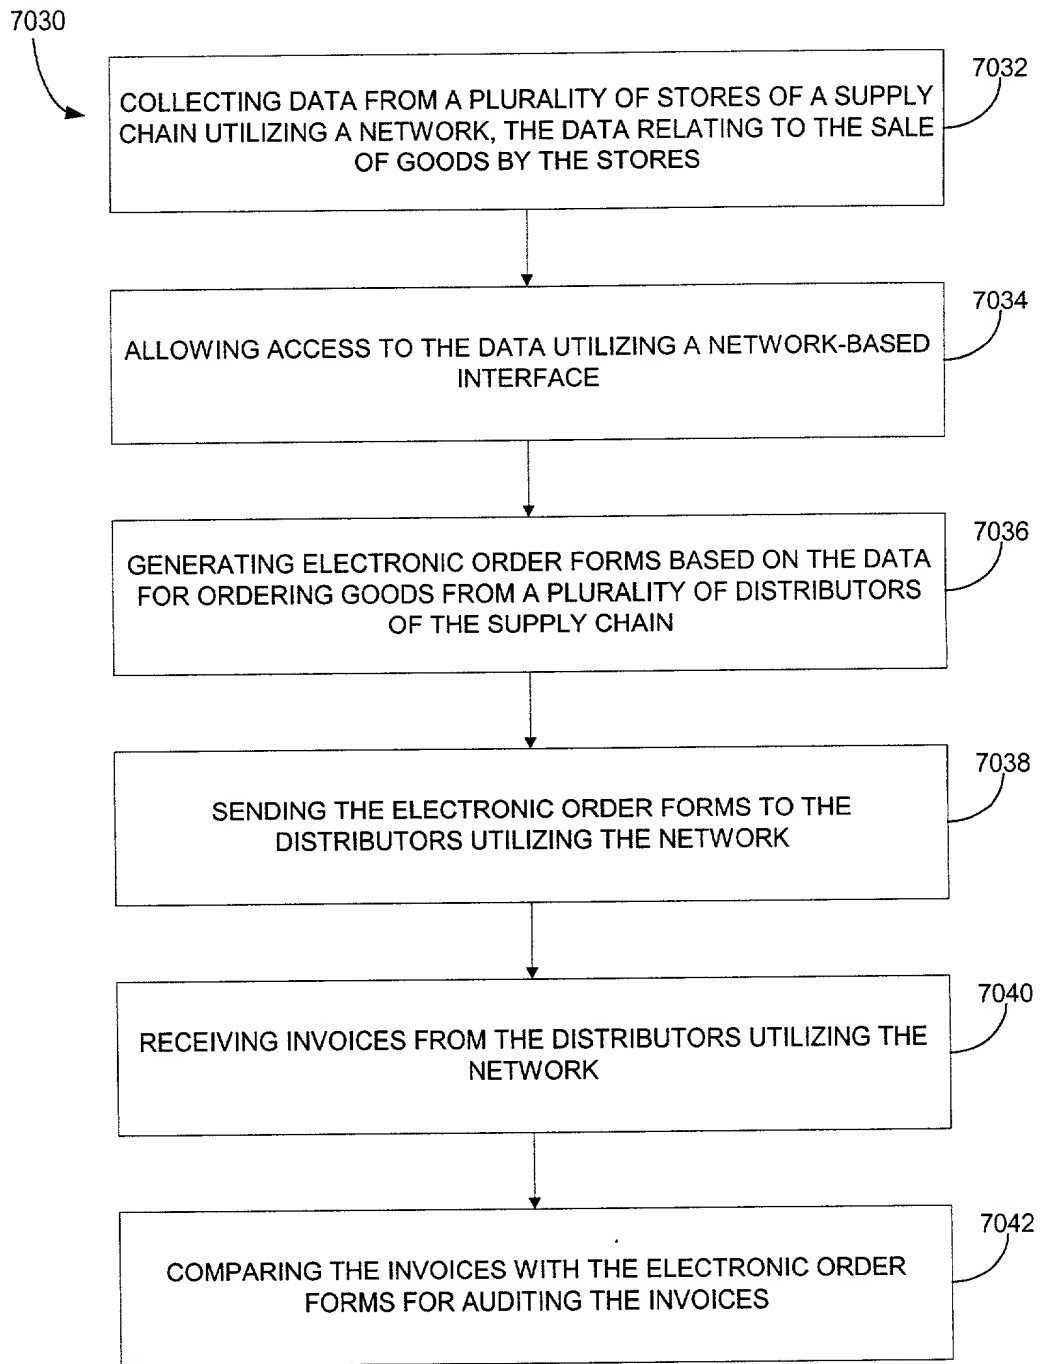 7030
7032
COLLECTING DATA FROM A PLURALITY OF STORES OF A SUPPLY
CHAIN UTILIZING A NETWORK, THE DATA RELATING TO THE SALE
OF GOODS BY THE STORES
7034
ALLOWING ACCESS TO THE DATA UTILIZING A NETWORK-BASED
INTERFACE
7036
GENERATING ELECTRONIC ORDER FORMS BASED ON THE DATA
FOR ORDERING GOODS FROM A PLURALITY OF DISTRIBUTORS
OF THE SUPPLY CHAIN
7038
SENDING THE ELECTRONIC ORDER FORMS TO THE
DISTRIBUTORS UTILIZING THE NETWORK
7040
RECEIVING INVOICES FROM THE DISTRIBUTORS UTILIZING THE
NETWORK
7042
COMPARING THE INVOICES WITH THE ELECTRONIC ORDER
FORMS FOR AUDITING THE INVOICES